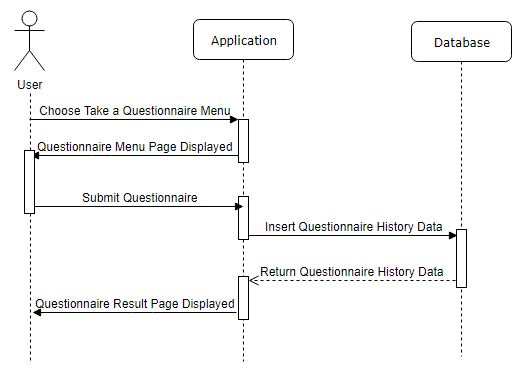 Application
Database
User
Choose Take a Questionnaire Menu
Questionnaire Menu Page Displayed
Submit Questionnaire
Insert Questionnaire History Data
Return Questionnaire History Data
Questionnaire Result Page Displayed